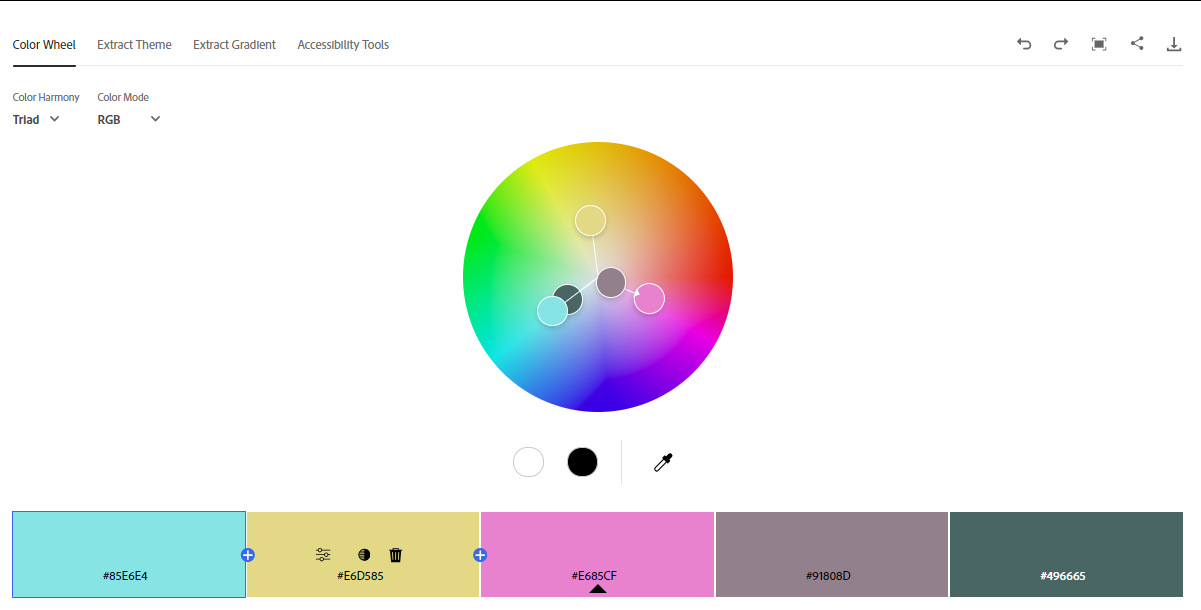 Color Wheel Extract Theme Extract Gradient Accessibility Tools
Color Harmony Color Mode
Triad RGB
#85E6E4 #E6D585 #E685CF #91808D #496665